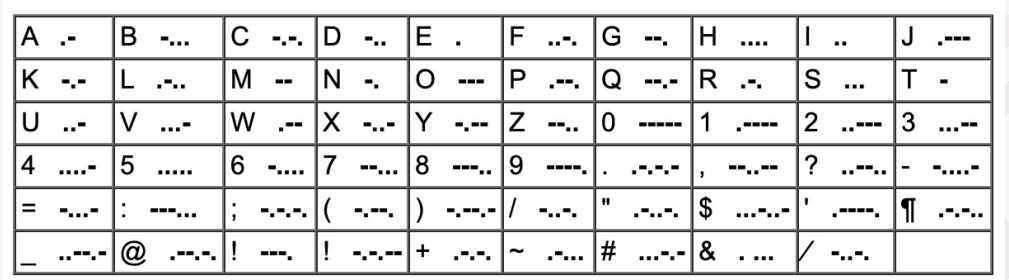 A .- B -... C -.-. D -.. E . F ..-. G --. H .... I .. J .---
K -.- L .-.. M -- N -. O --- P .--. Q --.- R .-. S ... T -
U ..- V ...- W .-- X -..- Y -.-- Z --.. 0 ----- 1 .---- 2 ..--- 3 ...--
4 ....- 5 ..... 6 -.... 7 --... 8 ---.. 9 ----. . .-.-.- , --..-- ? ..--.. - -....-
= -...- : ---... ; -.-.-. ( -.--. ) -.--.- / -..-. " .-..-. $ ...-..- ' .----. ¶ .-.-..
_ ..--.- @ .--.-. ! ---. ! -.-.-- + .-.-. ~ .-... # ...-.- & . ... ⁄ -..-.